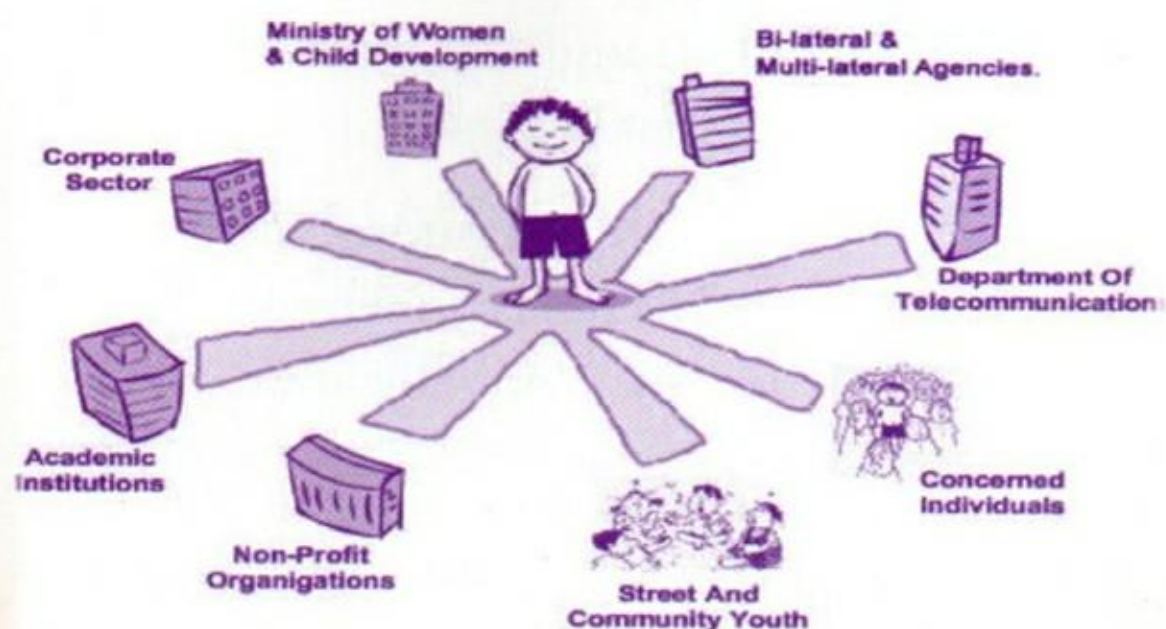 Ministry of Women
& Child Development
Bi-lateral &
Multi-lateral Agencies.
Corporate
Sector
Department Of
Telecommunication
Academic
Institutions
Concerned
Individuals
Non-Profit
Organigations
Street And
Community Youth